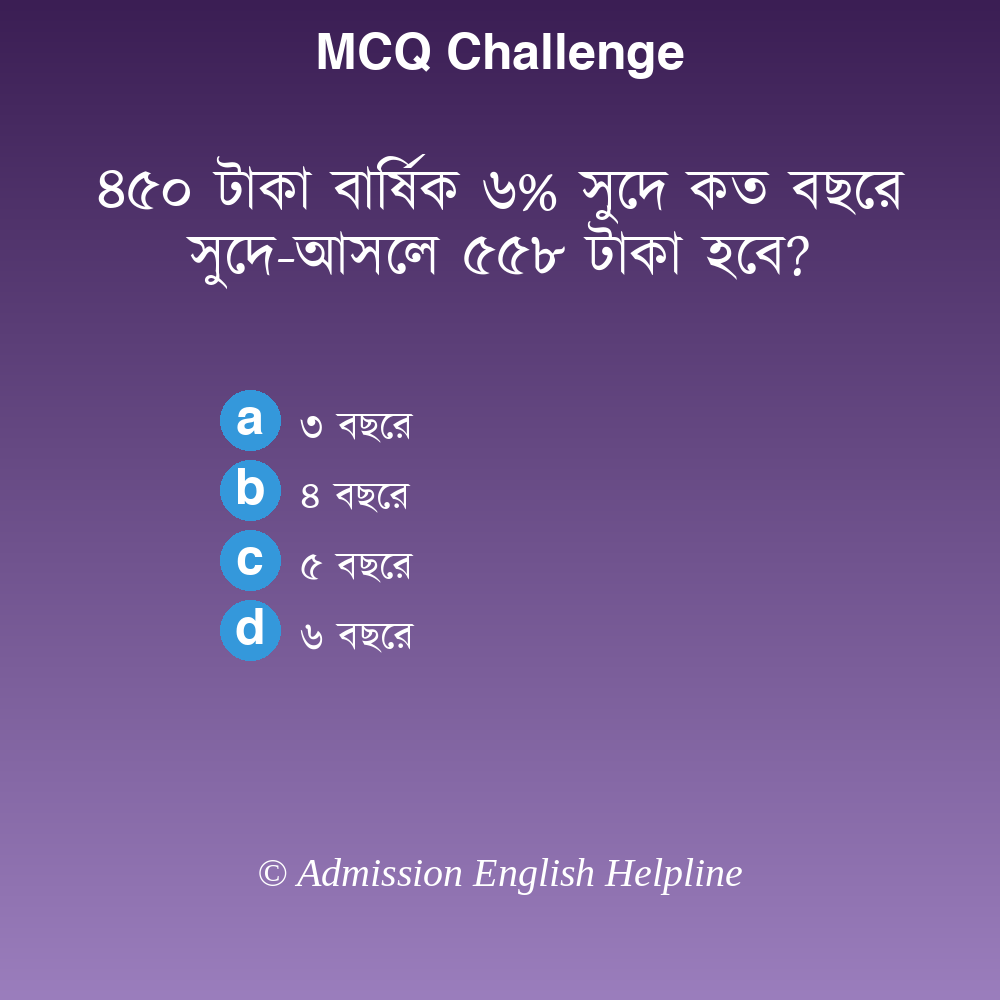 MCQ Challenge
৪৫০ টাকা বার্ষিক ৬% সুদে কত বছরে
সুদে-আসলে ৫৫৮ টাকা হবে?
a ৩ বছরে
b ৪ বছরে
c ৫ বছরে
d ৬ বছরে
© Admission English Helpline